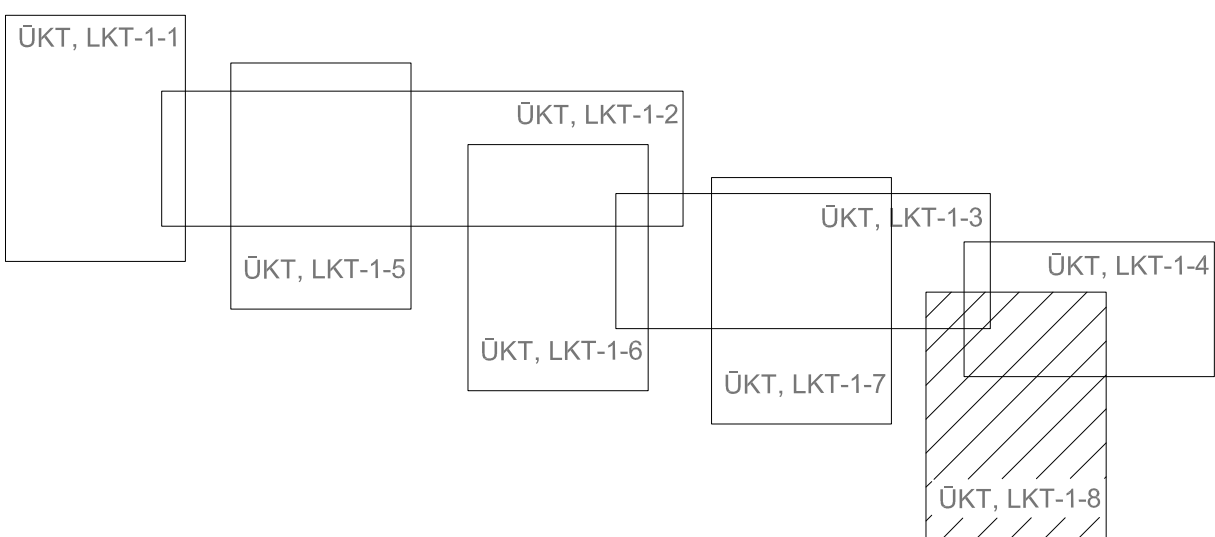 ŪKT, LKT-1-1
ŪKT, LKT-1-2
ŪKT, LKT-1-3
ŪKT, LKT-1-4
ŪKT, LKT-1-5
ŪKT, LKT-1-6
ŪKT, LKT-1-7
ŪKT, LKT-1-8